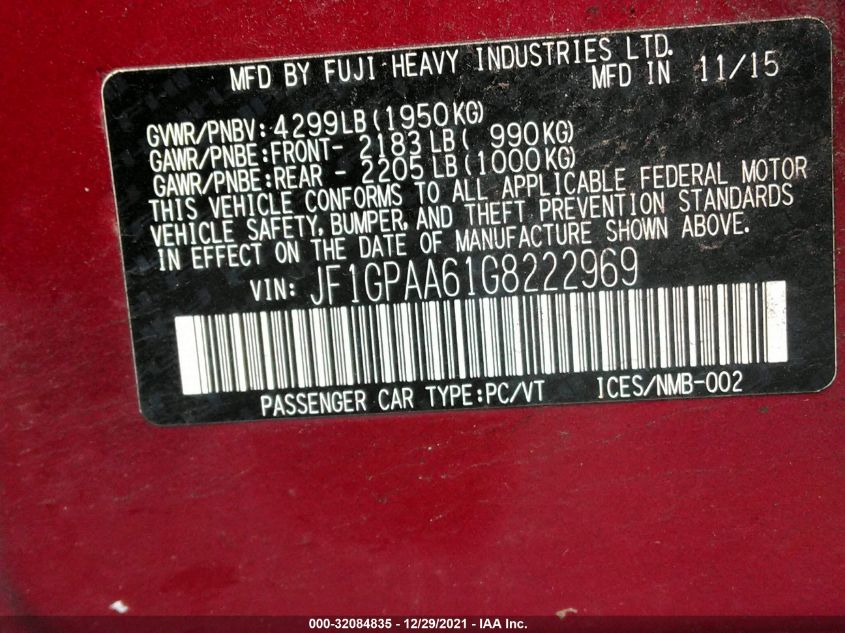 MFD BY FUJI HEAVY INDUSTRIES LTD.
MFD IN 11/15
GVWR/PNBV:4299LB(1950KG)
GAWR/PNBE:FRONT- 2183LB( 990KG)
GAWR/PNBE:REAR - 2205LB(1000KG)
THIS VEHICLE CONFORMS TO ALL APPLICABLE FEDERAL MOTOR
VEHICLE SAFETY, BUMPER, AND THEFT PREVENTION STANDARDS
IN EFFECT ON THE DATE OF MANUFACTURE SHOWN ABOVE.
VIN: JF1GPAA61G8222969
PASSENGER CAR TYPE:PC/VT ICES/NMB-002
000-32084835 - 12/29/2021 - IAA Inc.